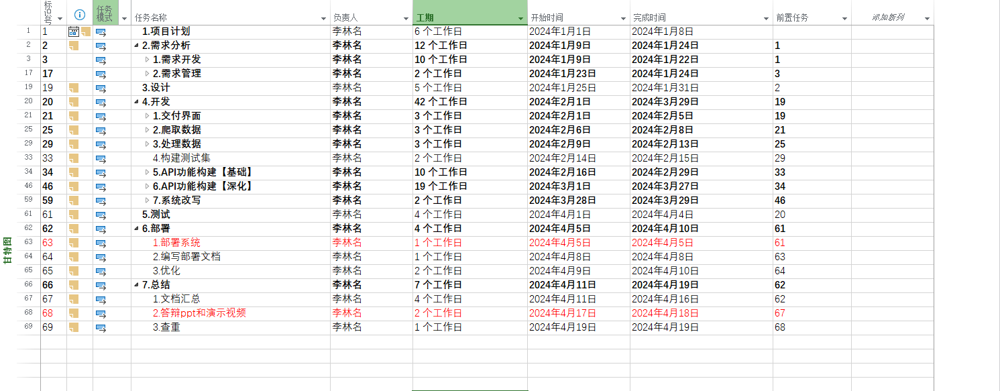 标识号 任务模式 任务名称 负责人 工期 开始时间 完成时间 前置任务 添加新列
1 1 1.项目计划 李林名 6 个工作日 2024年1月1日 2024年1月8日
2 2 2.需求分析 李林名 12 个工作日 2024年1月9日 2024年1月24日 1
3 3 1.需求开发 李林名 10 个工作日 2024年1月9日 2024年1月22日 1
17 17 2.需求管理 李林名 2 个工作日 2024年1月23日 2024年1月24日 3
19 19 3.设计 李林名 5 个工作日 2024年1月25日 2024年1月31日 2
20 20 4.开发 李林名 42 个工作日 2024年2月1日 2024年3月29日 19
21 21 1.交付界面 李林名 3 个工作日 2024年2月1日 2024年2月5日 19
25 25 2.爬取数据 李林名 3 个工作日 2024年2月6日 2024年2月8日 21
29 29 3.处理数据 李林名 3 个工作日 2024年2月9日 2024年2月13日 25
33 33 4.构建测试集 李林名 2 个工作日 2024年2月14日 2024年2月15日 29
34 34 5.API功能构建【基础】 李林名 10 个工作日 2024年2月16日 2024年2月29日 33
46 46 6.API功能构建【深化】 李林名 19 个工作日 2024年3月1日 2024年3月27日 34
59 59 7.系统改写 李林名 2 个工作日 2024年3月28日 2024年3月29日 46
61 61 5.测试 李林名 4 个工作日 2024年4月1日 2024年4月4日 20
62 62 6.部署 李林名 4 个工作日 2024年4月5日 2024年4月10日 61
63 63 1.部署系统 李林名 1 个工作日 2024年4月5日 2024年4月5日 61
64 64 2.编写部署文档 李林名 1 个工作日 2024年4月8日 2024年4月8日 63
65 65 3.优化 李林名 2 个工作日 2024年4月9日 2024年4月10日 64
66 66 7.总结 李林名 7 个工作日 2024年4月11日 2024年4月19日 62
67 67 1.文档汇总 李林名 4 个工作日 2024年4月11日 2024年4月16日 62
68 68 2.答辩ppt和演示视频 李林名 2 个工作日 2024年4月17日 2024年4月18日 67
69 69 3.查重 李林名 1 个工作日 2024年4月19日 2024年4月19日 68
甘特图